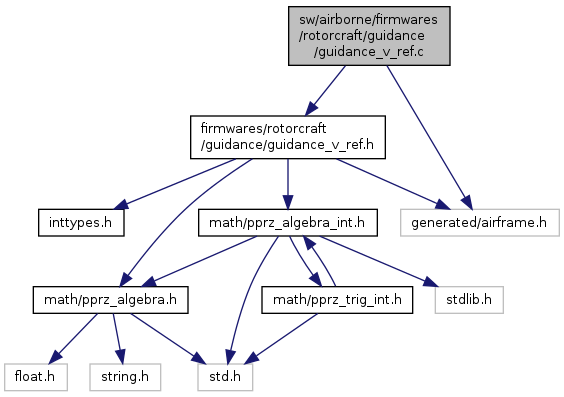 sw/airborne/firmwares
/rotorcraft/guidance
/guidance_v_ref.c
firmwares/rotorcraft
/guidance/guidance_v_ref.h
inttypes.h
math/pprz_algebra_int.h
generated/airframe.h
math/pprz_algebra.h
math/pprz_trig_int.h
stdlib.h
float.h
string.h
std.h